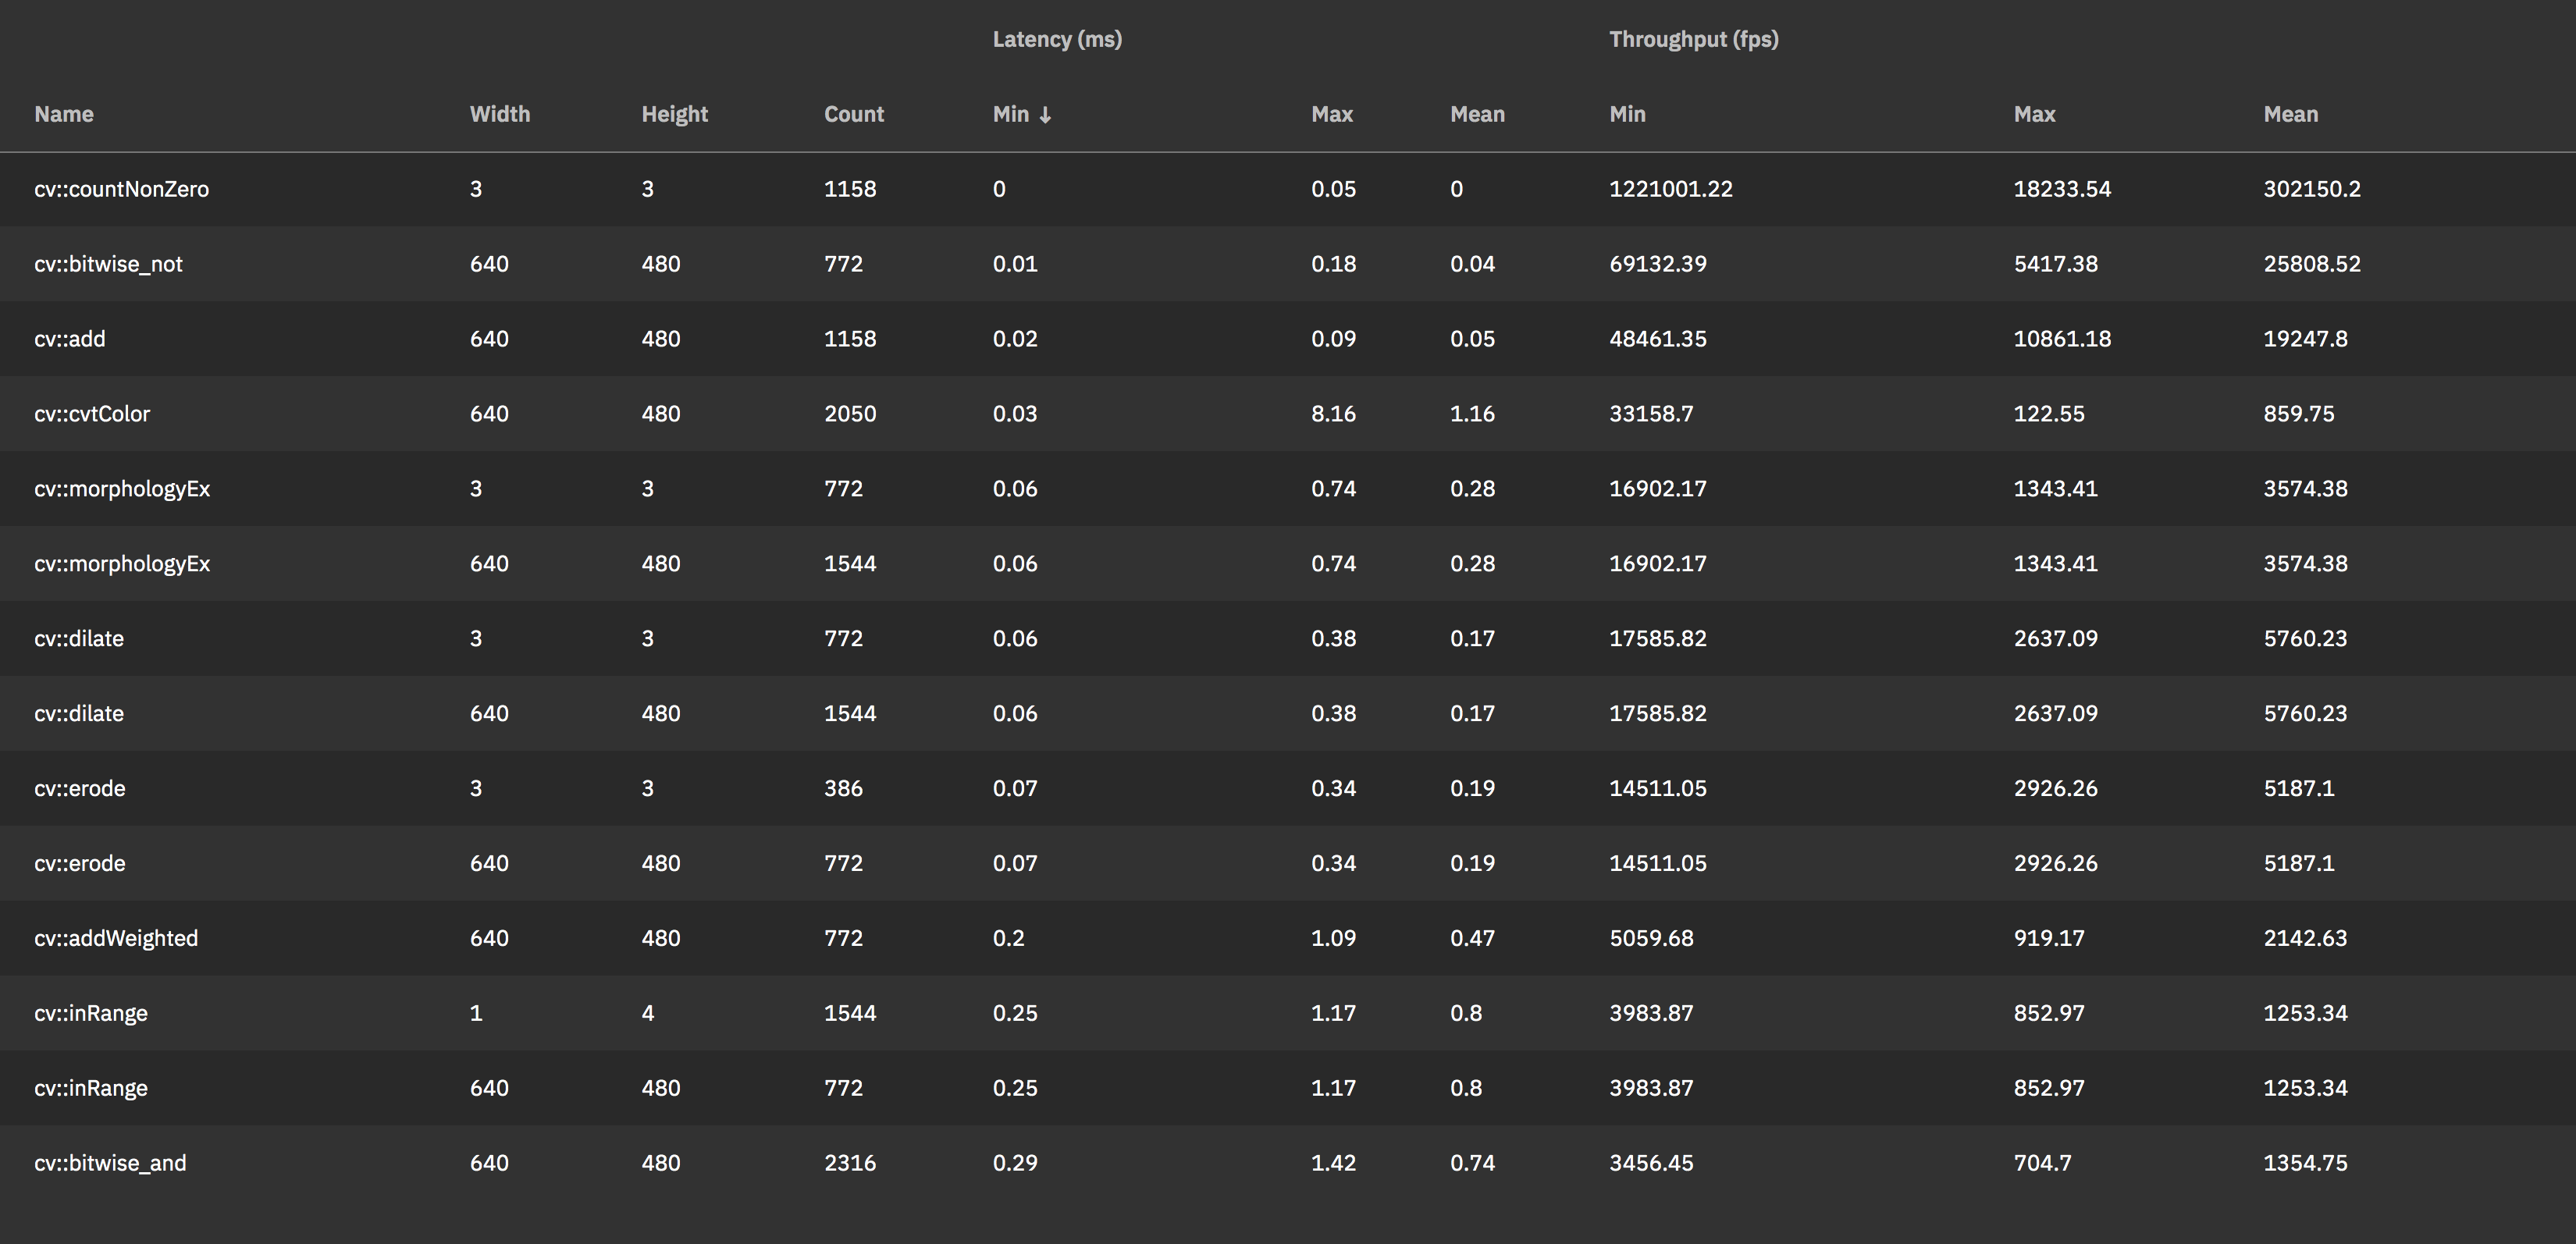 Latency (ms) Throughput (fps)
Name Width Height Count Min ↓ Max Mean Min Max Mean
cv::countNonZero 3 3 1158 0 0.05 0 1221001.22 18233.54 302150.2
cv::bitwise_not 640 480 772 0.01 0.18 0.04 69132.39 5417.38 25808.52
cv::add 640 480 1158 0.02 0.09 0.05 48461.35 10861.18 19247.8
cv::cvtColor 640 480 2050 0.03 8.16 1.16 33158.7 122.55 859.75
cv::morphologyEx 3 3 772 0.06 0.74 0.28 16902.17 1343.41 3574.38
cv::morphologyEx 640 480 1544 0.06 0.74 0.28 16902.17 1343.41 3574.38
cv::dilate 3 3 772 0.06 0.38 0.17 17585.82 2637.09 5760.23
cv::dilate 640 480 1544 0.06 0.38 0.17 17585.82 2637.09 5760.23
cv::erode 3 3 386 0.07 0.34 0.19 14511.05 2926.26 5187.1
cv::erode 640 480 772 0.07 0.34 0.19 14511.05 2926.26 5187.1
cv::addWeighted 640 480 772 0.2 1.09 0.47 5059.68 919.17 2142.63
cv::inRange 1 4 1544 0.25 1.17 0.8 3983.87 852.97 1253.34
cv::inRange 640 480 772 0.25 1.17 0.8 3983.87 852.97 1253.34
cv::bitwise_and 640 480 2316 0.29 1.42 0.74 3456.45 704.7 1354.75